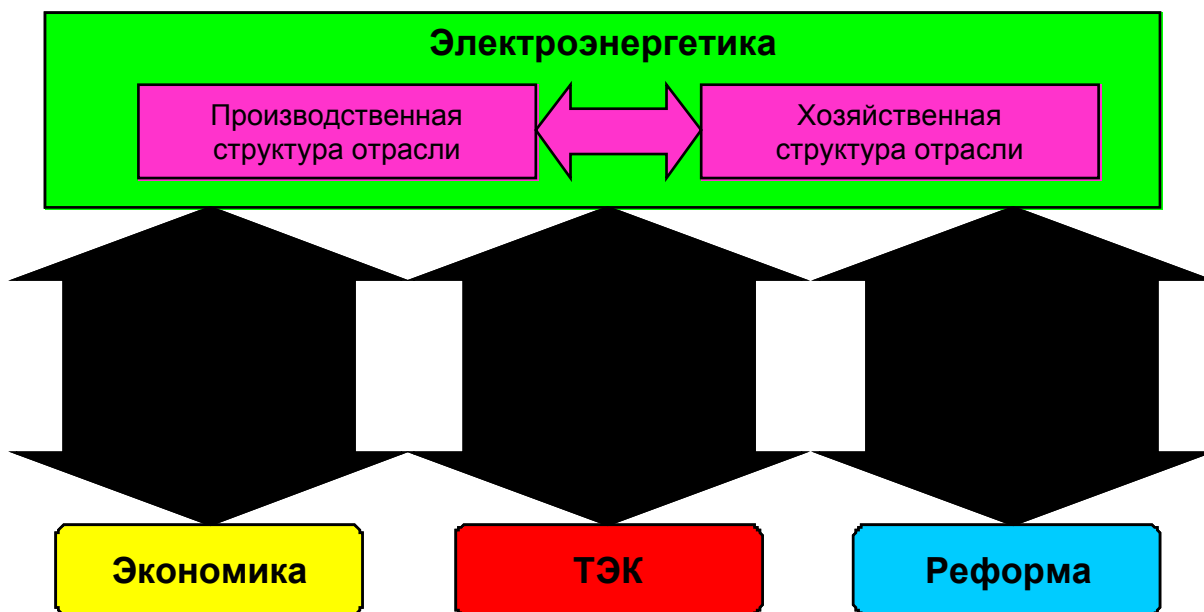 Электроэнергетика
Производственная
структура отрасли
Хозяйственная
структура отрасли
Экономика
ТЭК
Реформа